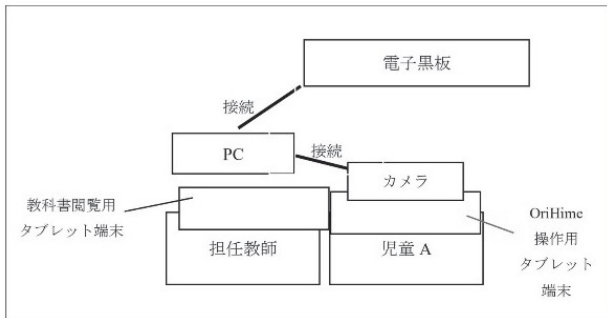 電子黒板
接続
PC
接続
カメラ
教科書閲覧用
タブレット端末
OriHime
操作用
タブレット
端末
担任教師
児童 A